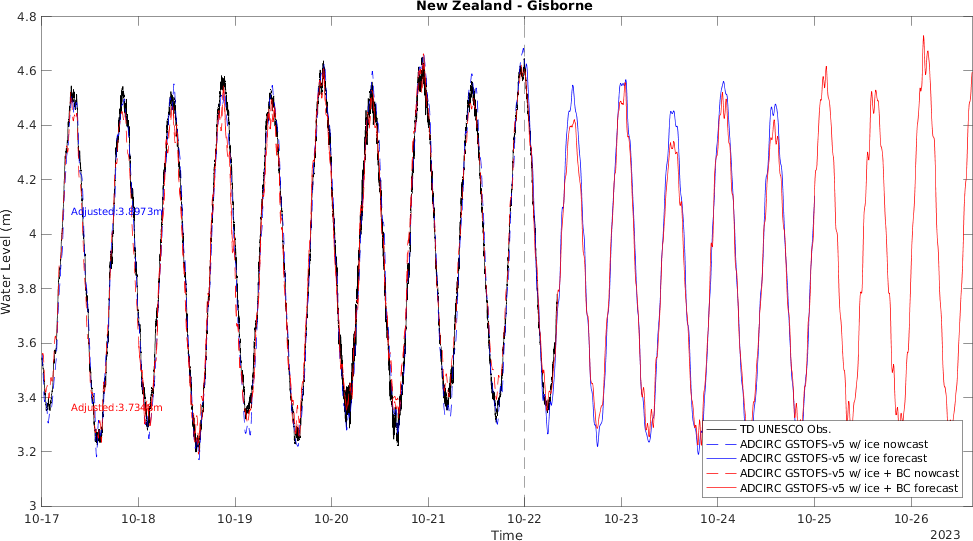 New Zealand - Gisborne
4.8
4.6
4.4
4.2
4
3.8
3.6
3.4
3.2
3
Water Level (m)
Adjusted:3.8973m
Adjusted:3.7348m
TD UNESCO Obs.
ADCIRC GSTOFS-v5 w/ ice nowcast
ADCIRC GSTOFS-v5 w/ ice forecast
ADCIRC GSTOFS-v5 w/ ice + BC nowcast
ADCIRC GSTOFS-v5 w/ ice + BC forecast
10-17 10-18 10-19 10-20 10-21 10-22 10-23 10-24 10-25 10-26
Time
2023